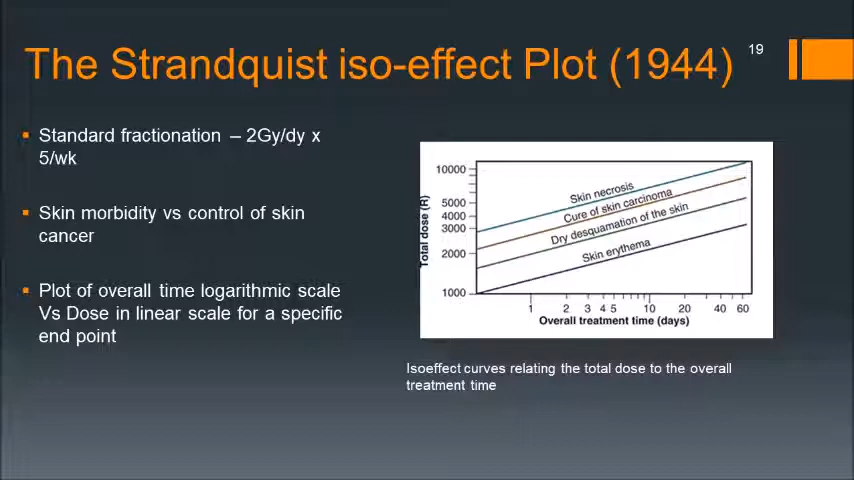 The Strandquist iso-effect Plot (1944)
19
Standard fractionation – 2Gy/dy x
5/wk
Skin morbidity vs control of skin
cancer
Plot of overall time logarithmic scale
Vs Dose in linear scale for a specific
end point
Total dose (R)
10000
5000
4000
3000
2000
1000
Skin necrosis
Cure of skin carcinoma
Dry desquamation of the skin
Skin erythema
1 2 3 4 5 10 20 40 60
Overall treatment time (days)
Isoeffect curves relating the total dose to the overall
treatment time